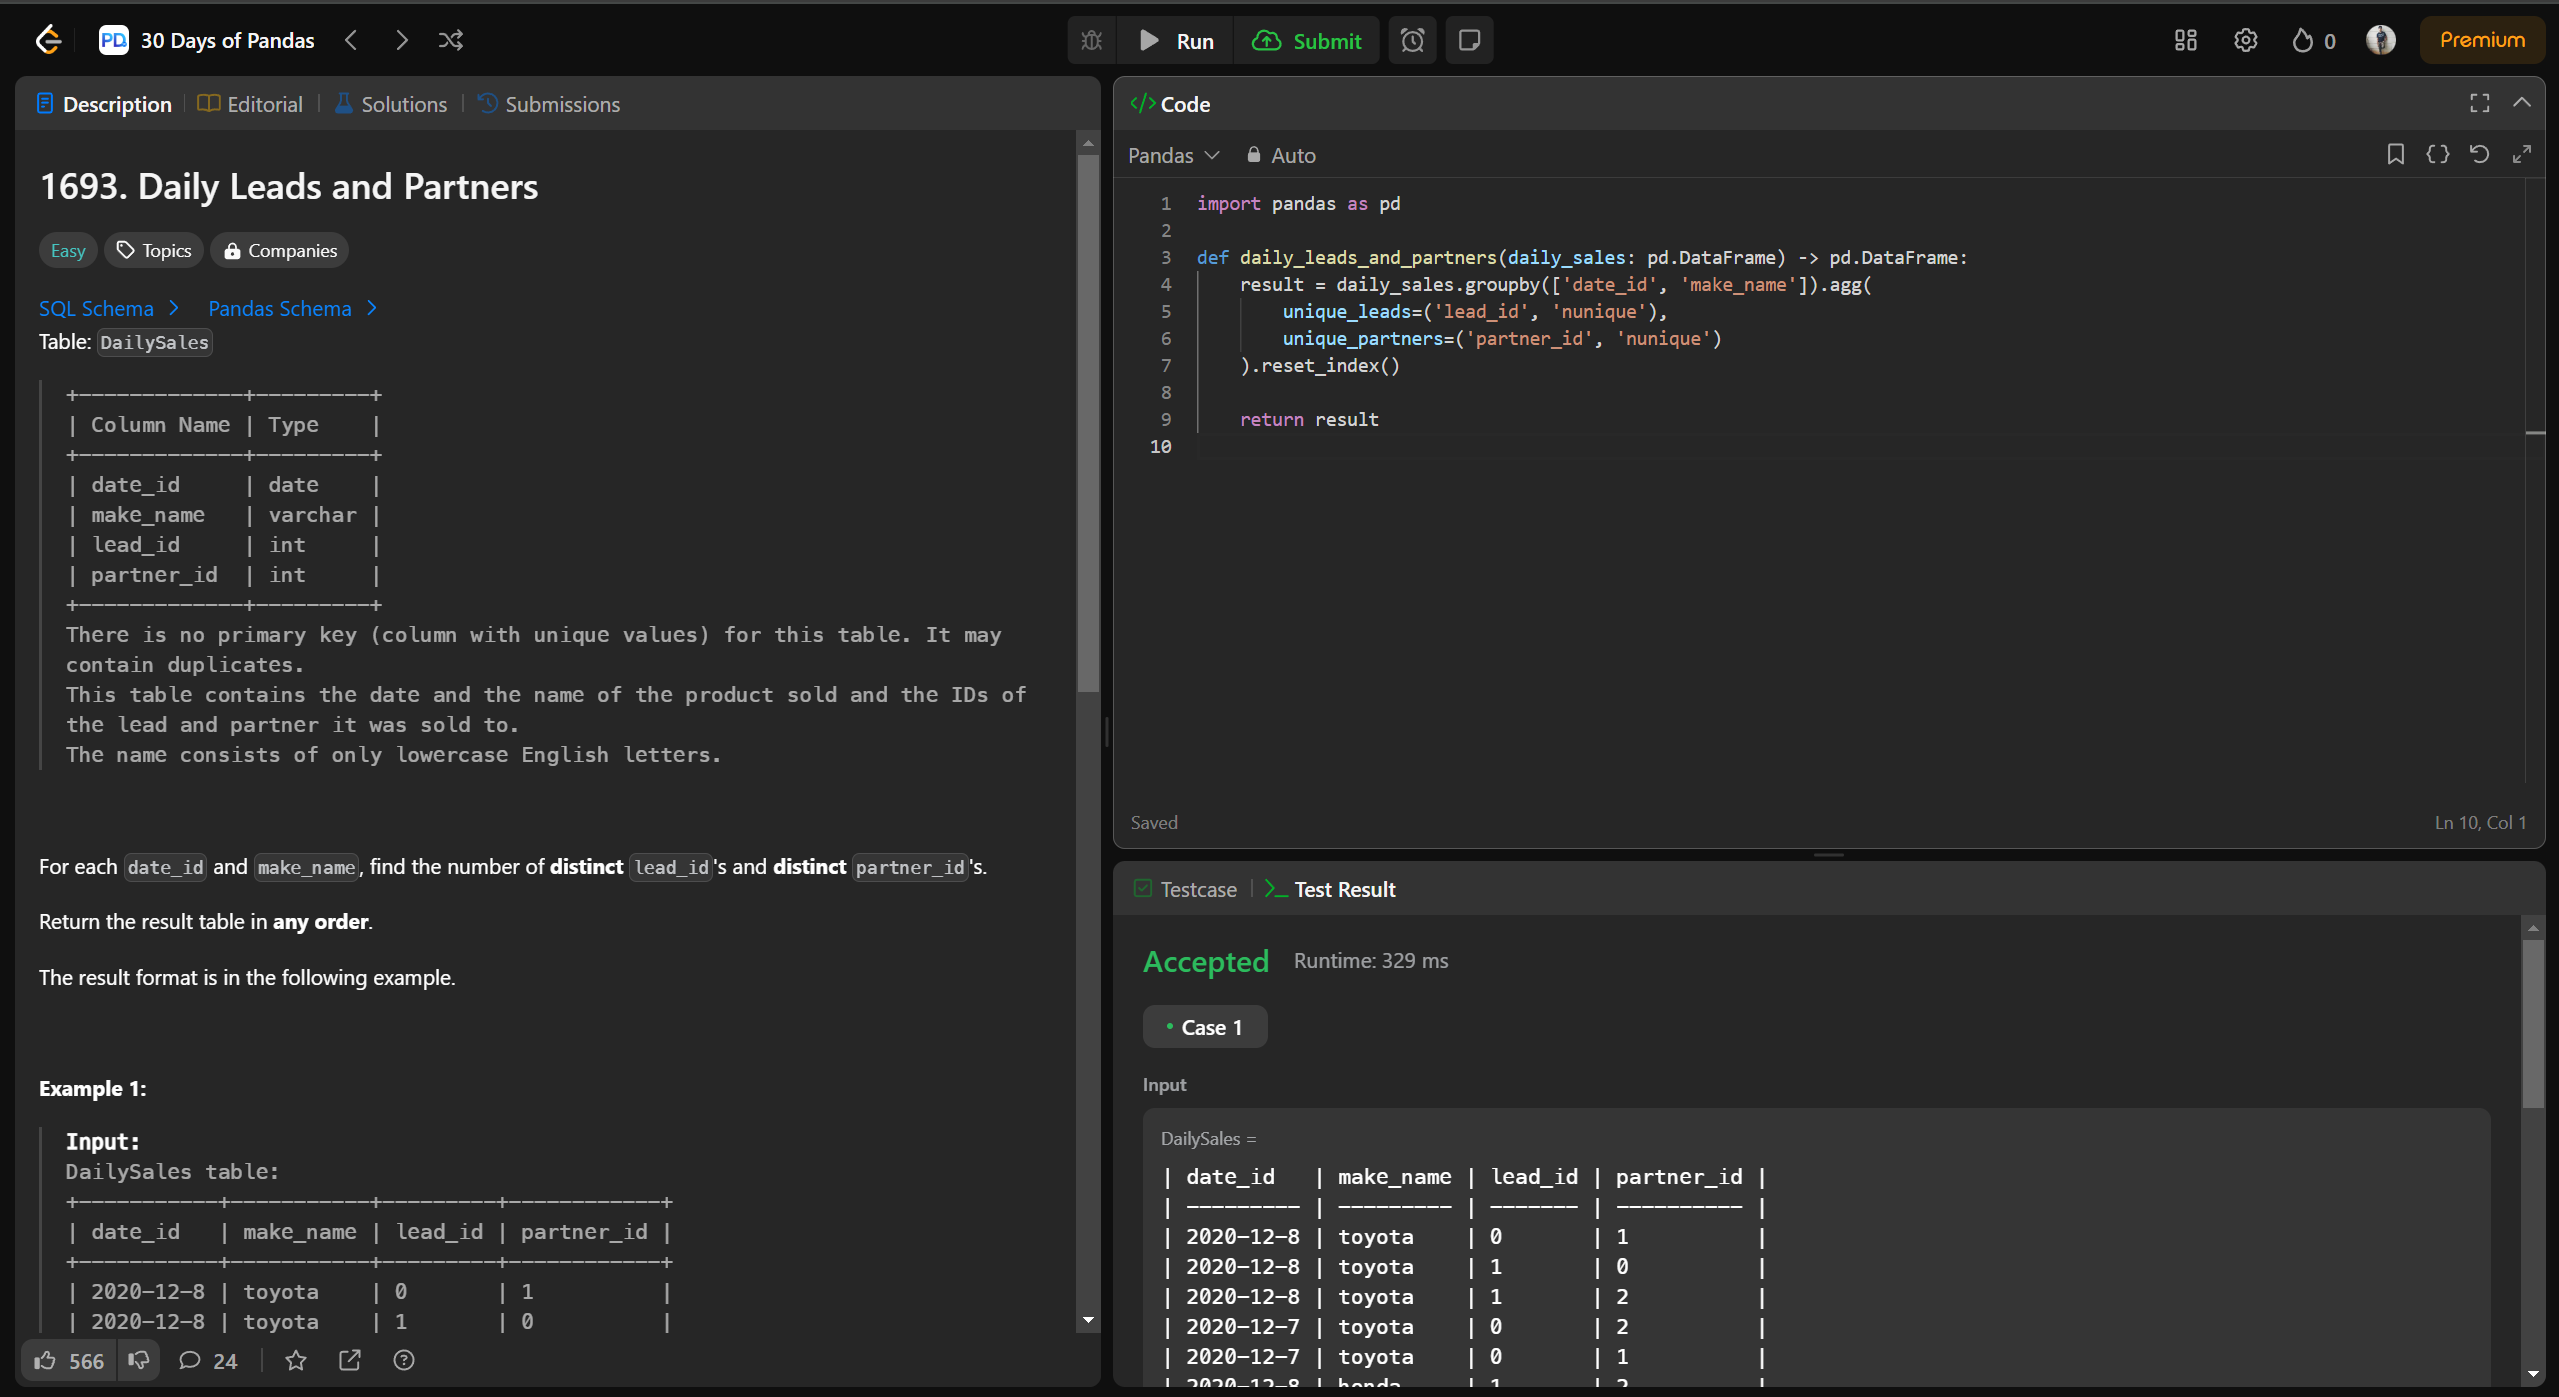 PD 30 Days of Pandas
Run Submit
0 Premium
Description Editorial Solutions Submissions
1693. Daily Leads and Partners
Easy Topics Companies
SQL Schema Pandas Schema
Table: DailySales
+-------------+---------+
| Column Name | Type    |
+-------------+---------+
| date_id     | date    |
| make_name   | varchar |
| lead_id     | int     |
| partner_id  | int     |
+-------------+---------+
There is no primary key (column with unique values) for this table. It may
contain duplicates.
This table contains the date and the name of the product sold and the IDs of
the lead and partner it was sold to.
The name consists of only lowercase English letters.
For each date_id and make_name, find the number of distinct lead_id's and distinct partner_id's.
Return the result table in any order.
The result format is in the following example.
Example 1:
Input:
DailySales table:
+-----------+-----------+---------+------------+
| date_id   | make_name | lead_id | partner_id |
+-----------+-----------+---------+------------+
| 2020-12-8 | toyota    | 0       | 1          |
| 2020-12-8 | toyota    | 1       | 0          |
566 24
</> Code
Pandas Auto
1 import pandas as pd
2
3 def daily_leads_and_partners(daily_sales: pd.DataFrame) -> pd.DataFrame:
4     result = daily_sales.groupby(['date_id', 'make_name']).agg(
5         unique_leads=('lead_id', 'nunique'),
6         unique_partners=('partner_id', 'nunique')
7     ).reset_index()
8
9     return result
10
Saved Ln 10, Col 1
Testcase Test Result
Accepted Runtime: 329 ms
• Case 1
Input
DailySales =
| date_id   | make_name | lead_id | partner_id |
| --------- | --------- | ------- | ---------- |
| 2020-12-8 | toyota    | 0       | 1          |
| 2020-12-8 | toyota    | 1       | 0          |
| 2020-12-8 | toyota    | 1       | 2          |
| 2020-12-7 | toyota    | 0       | 2          |
| 2020-12-7 | toyota    | 0       | 1          |
| 2020-12-8 | honda     | 1       | 2          |